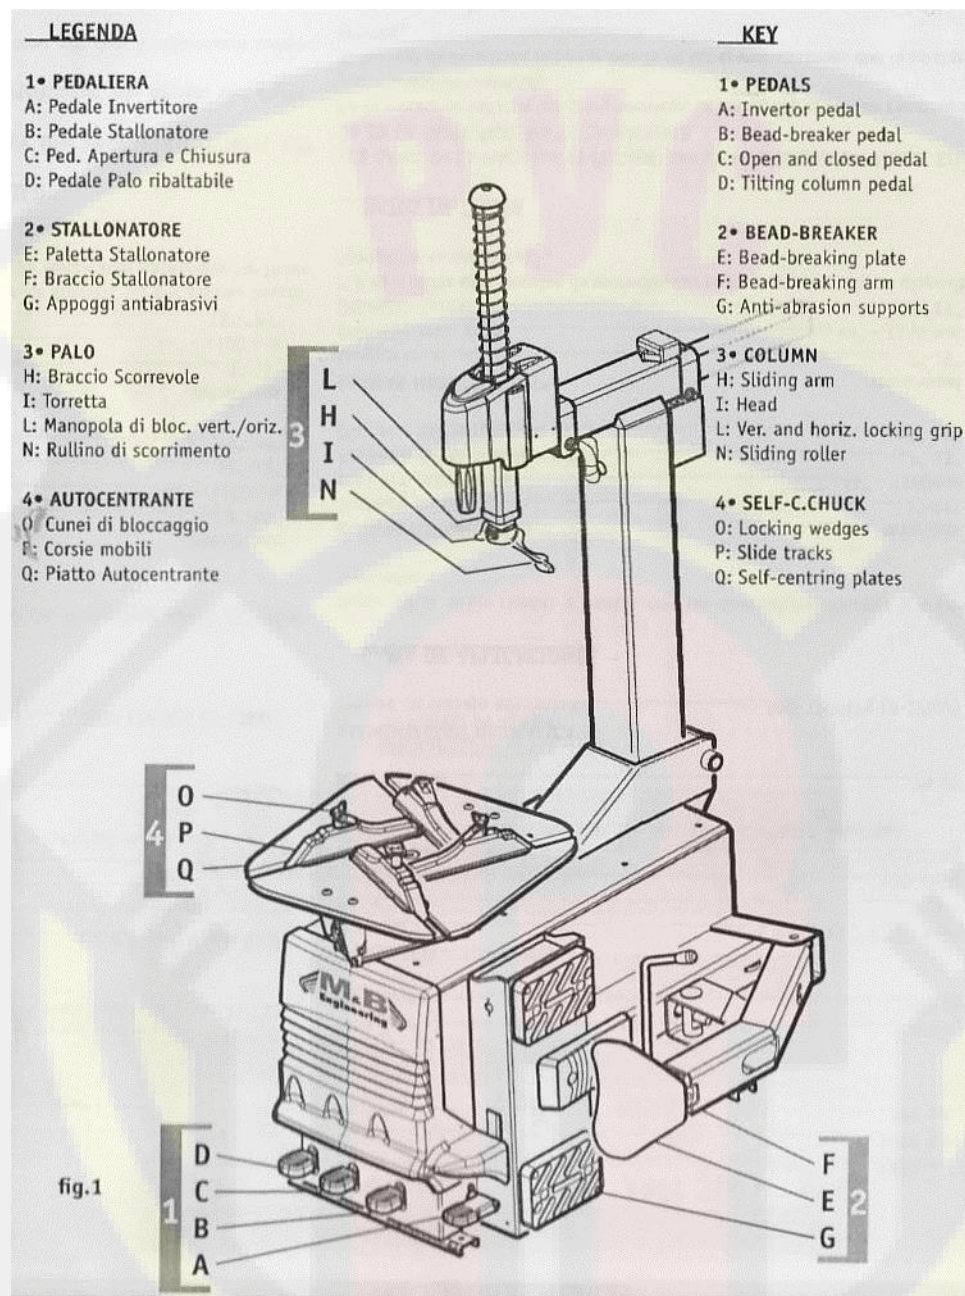 LEGENDA
1• PEDALIERA
A: Pedale Invertitore
B: Pedale Stallonatore
C: Ped. Apertura e Chiusura
D: Pedale Palo ribaltabile
2• STALLONATORE
E: Paletta Stallonatore
F: Braccio Stallonatore
G: Appoggi antiabrasivi
3• PALO
H: Braccio Scorrevole
I: Torretta
L: Manopola di bloc. vert./oriz.
N: Rullino di scorrimento
4• AUTOCENTRANTE
O Cunei di bloccaggio
P: Corsie mobili
Q: Piatto Autocentrante
KEY
1• PEDALS
A: Invertor pedal
B: Bead-breaker pedal
C: Open and closed pedal
D: Tilting column pedal
2• BEAD-BREAKER
E: Bead-breaking plate
F: Bead-breaking arm
G: Anti-abrasion supports
3• COLUMN
H: Sliding arm
I: Head
L: Ver. and horiz. locking grip
N: Sliding roller
4• SELF-C.CHUCK
O: Locking wedges
P: Slide tracks
Q: Self-centring plates
3
L
H
I
N
4
O
P
Q
M&B
Engineering
fig.1
1
D
C
B
A
F
E
G
2